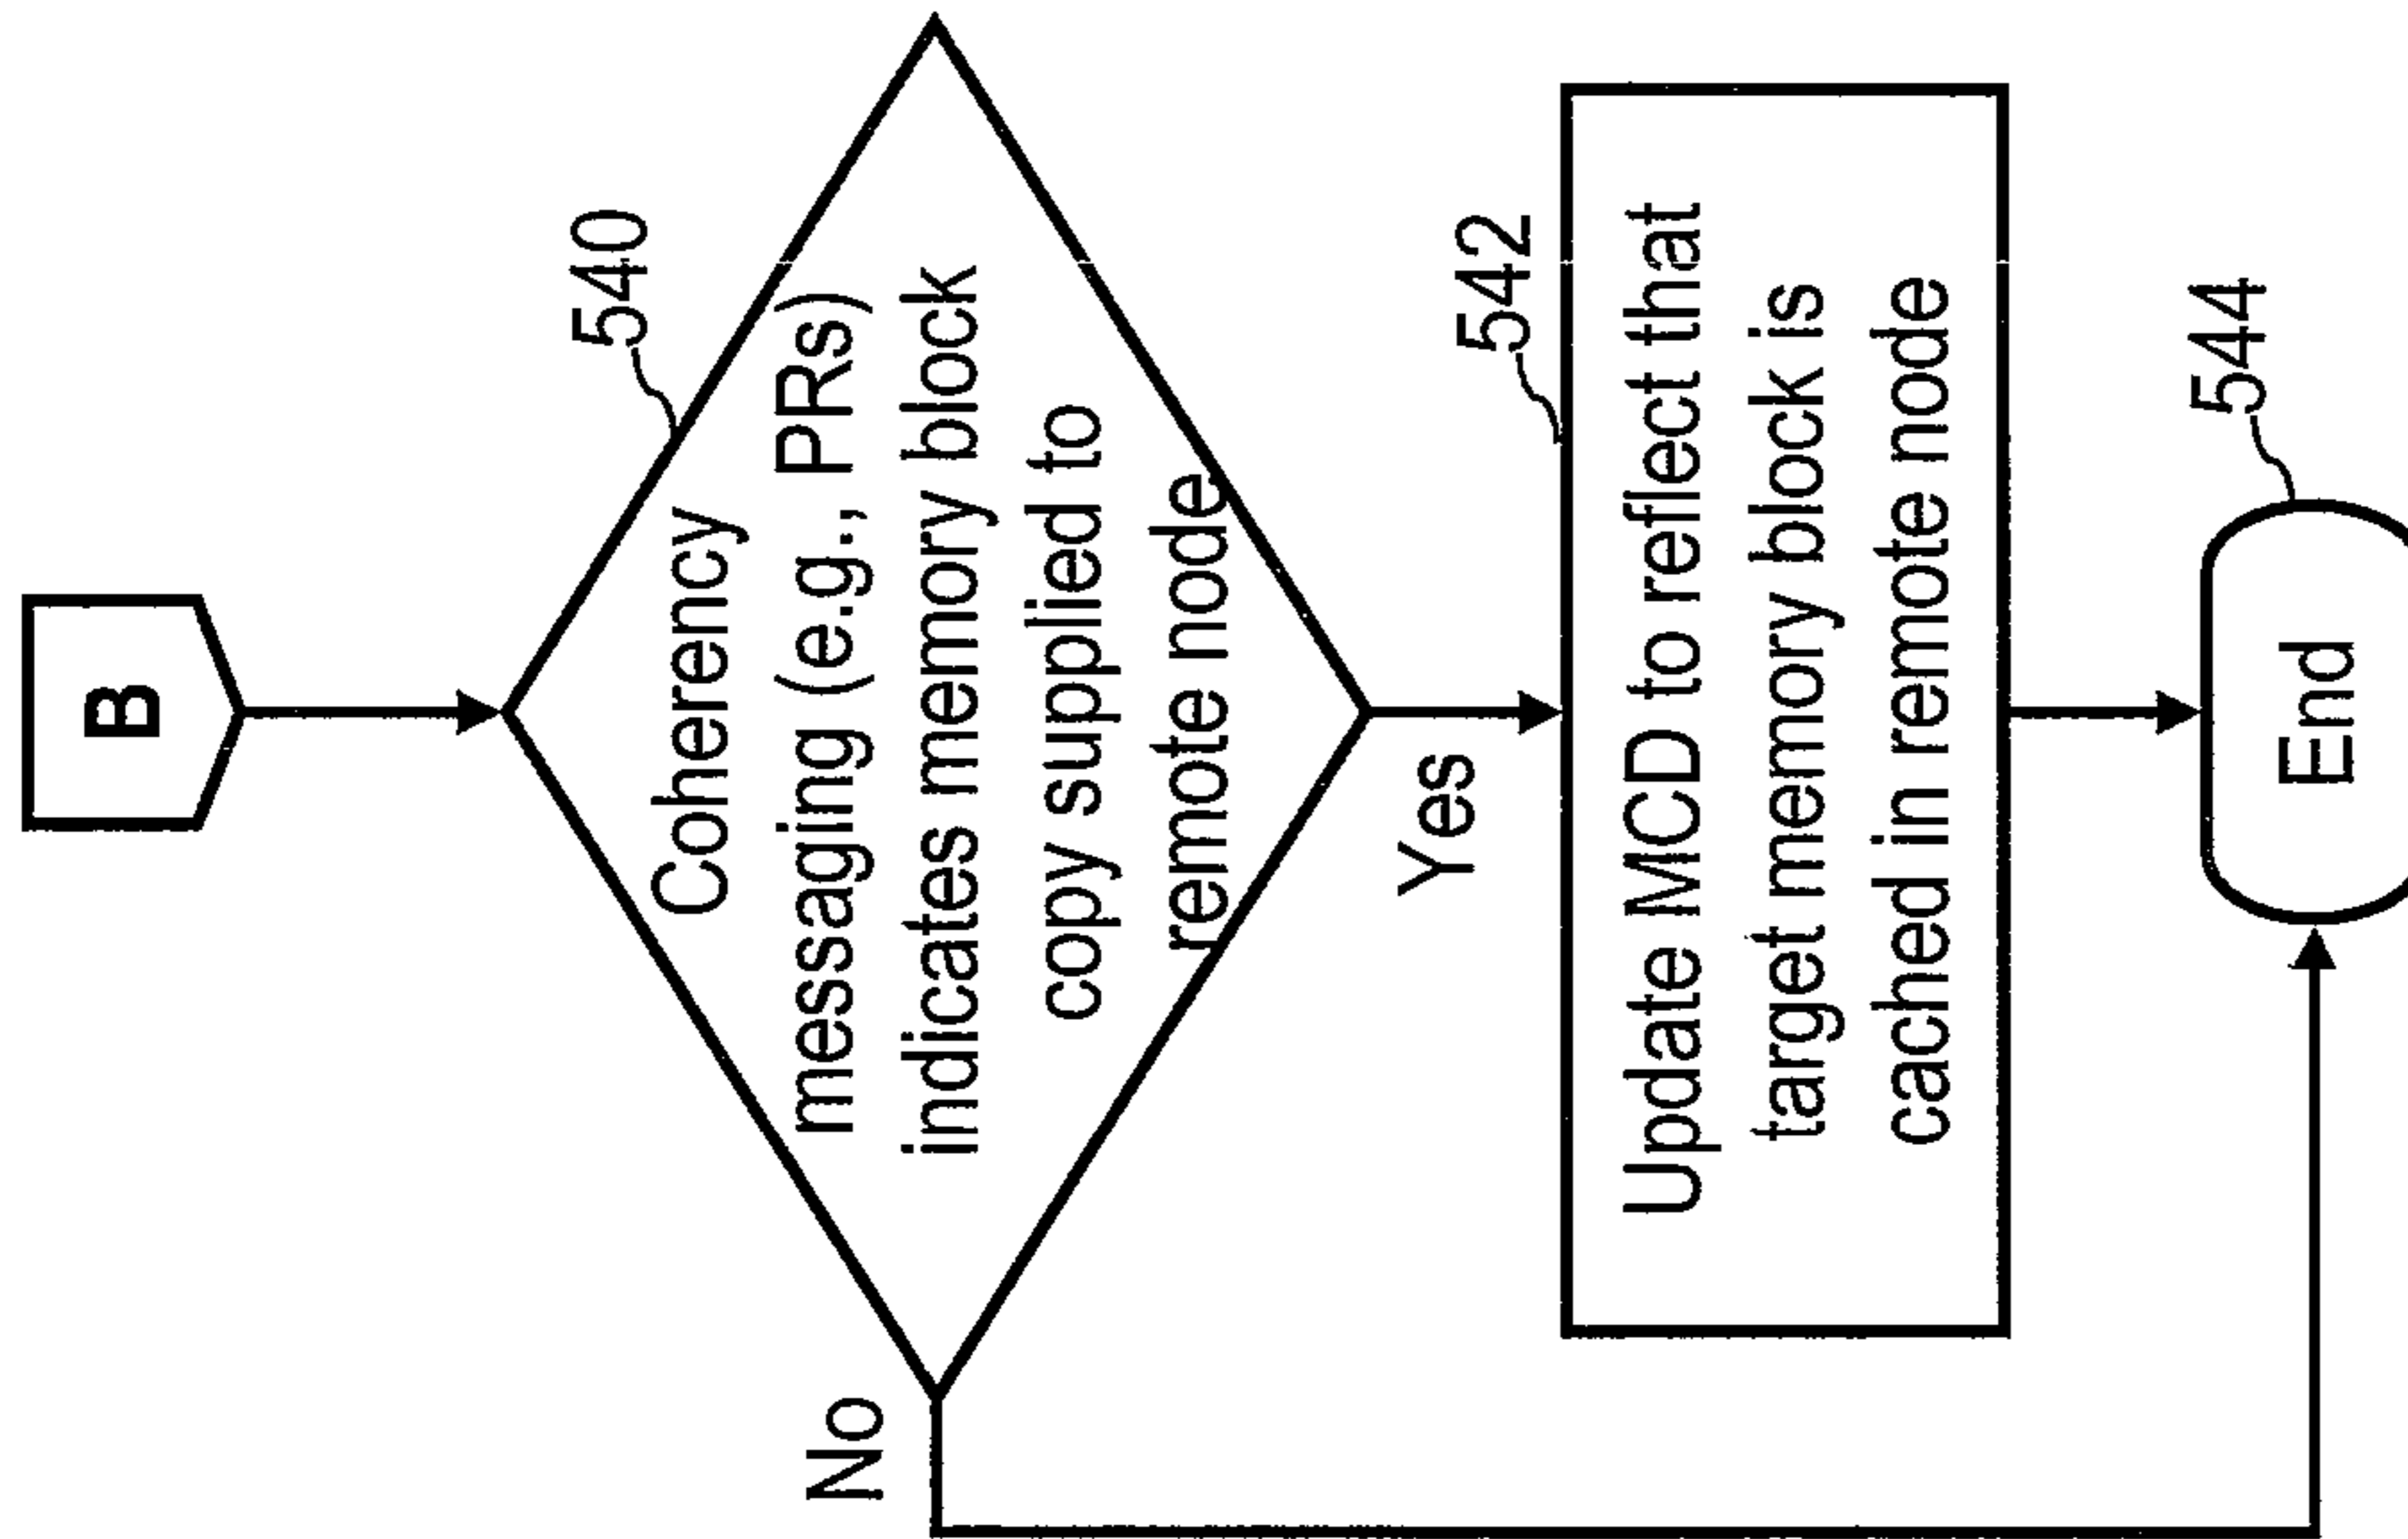 B
540
Coherency
messaging (e.g., PRs)
indicates memory block
copy supplied to
remote node
No
Yes
542
Update MCD to reflect that
target memory block is
cached in remote node
544
End